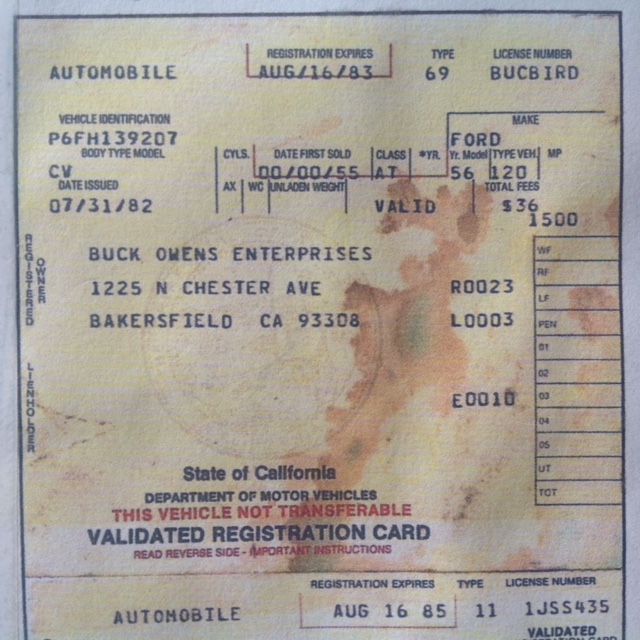 REGISTRATION EXPIRES TYPE LICENSE NUMBER
AUTOMOBILE AUG/16/83 69 BUCBIRD
VEHICLE IDENTIFICATION MAKE
P6FH139207 FORD
BODY TYPE MODEL CYLS. DATE FIRST SOLD CLASS *YR. Yr. Model TYPE VEH MP
CV 00/00/55 AT 56 120
DATE ISSUED AX WC UNLADEN WEIGHT TOTAL FEES
07/31/82 VALID $36
1500
REGISTERED OWNER
BUCK OWENS ENTERPRISES
1225 N CHESTER AVE R0023
BAKERSFIELD CA 93308 L0003
LIENHOLDER
E0010
WF
RF
LF
PEN
01
02
03
04
05
UT
TOT
State of California
DEPARTMENT OF MOTOR VEHICLES
THIS VEHICLE NOT TRANSFERABLE
VALIDATED REGISTRATION CARD
READ REVERSE SIDE - IMPORTANT INSTRUCTIONS
REGISTRATION EXPIRES TYPE LICENSE NUMBER
AUTOMOBILE AUG 16 85 11 1JSS435
VALIDATED